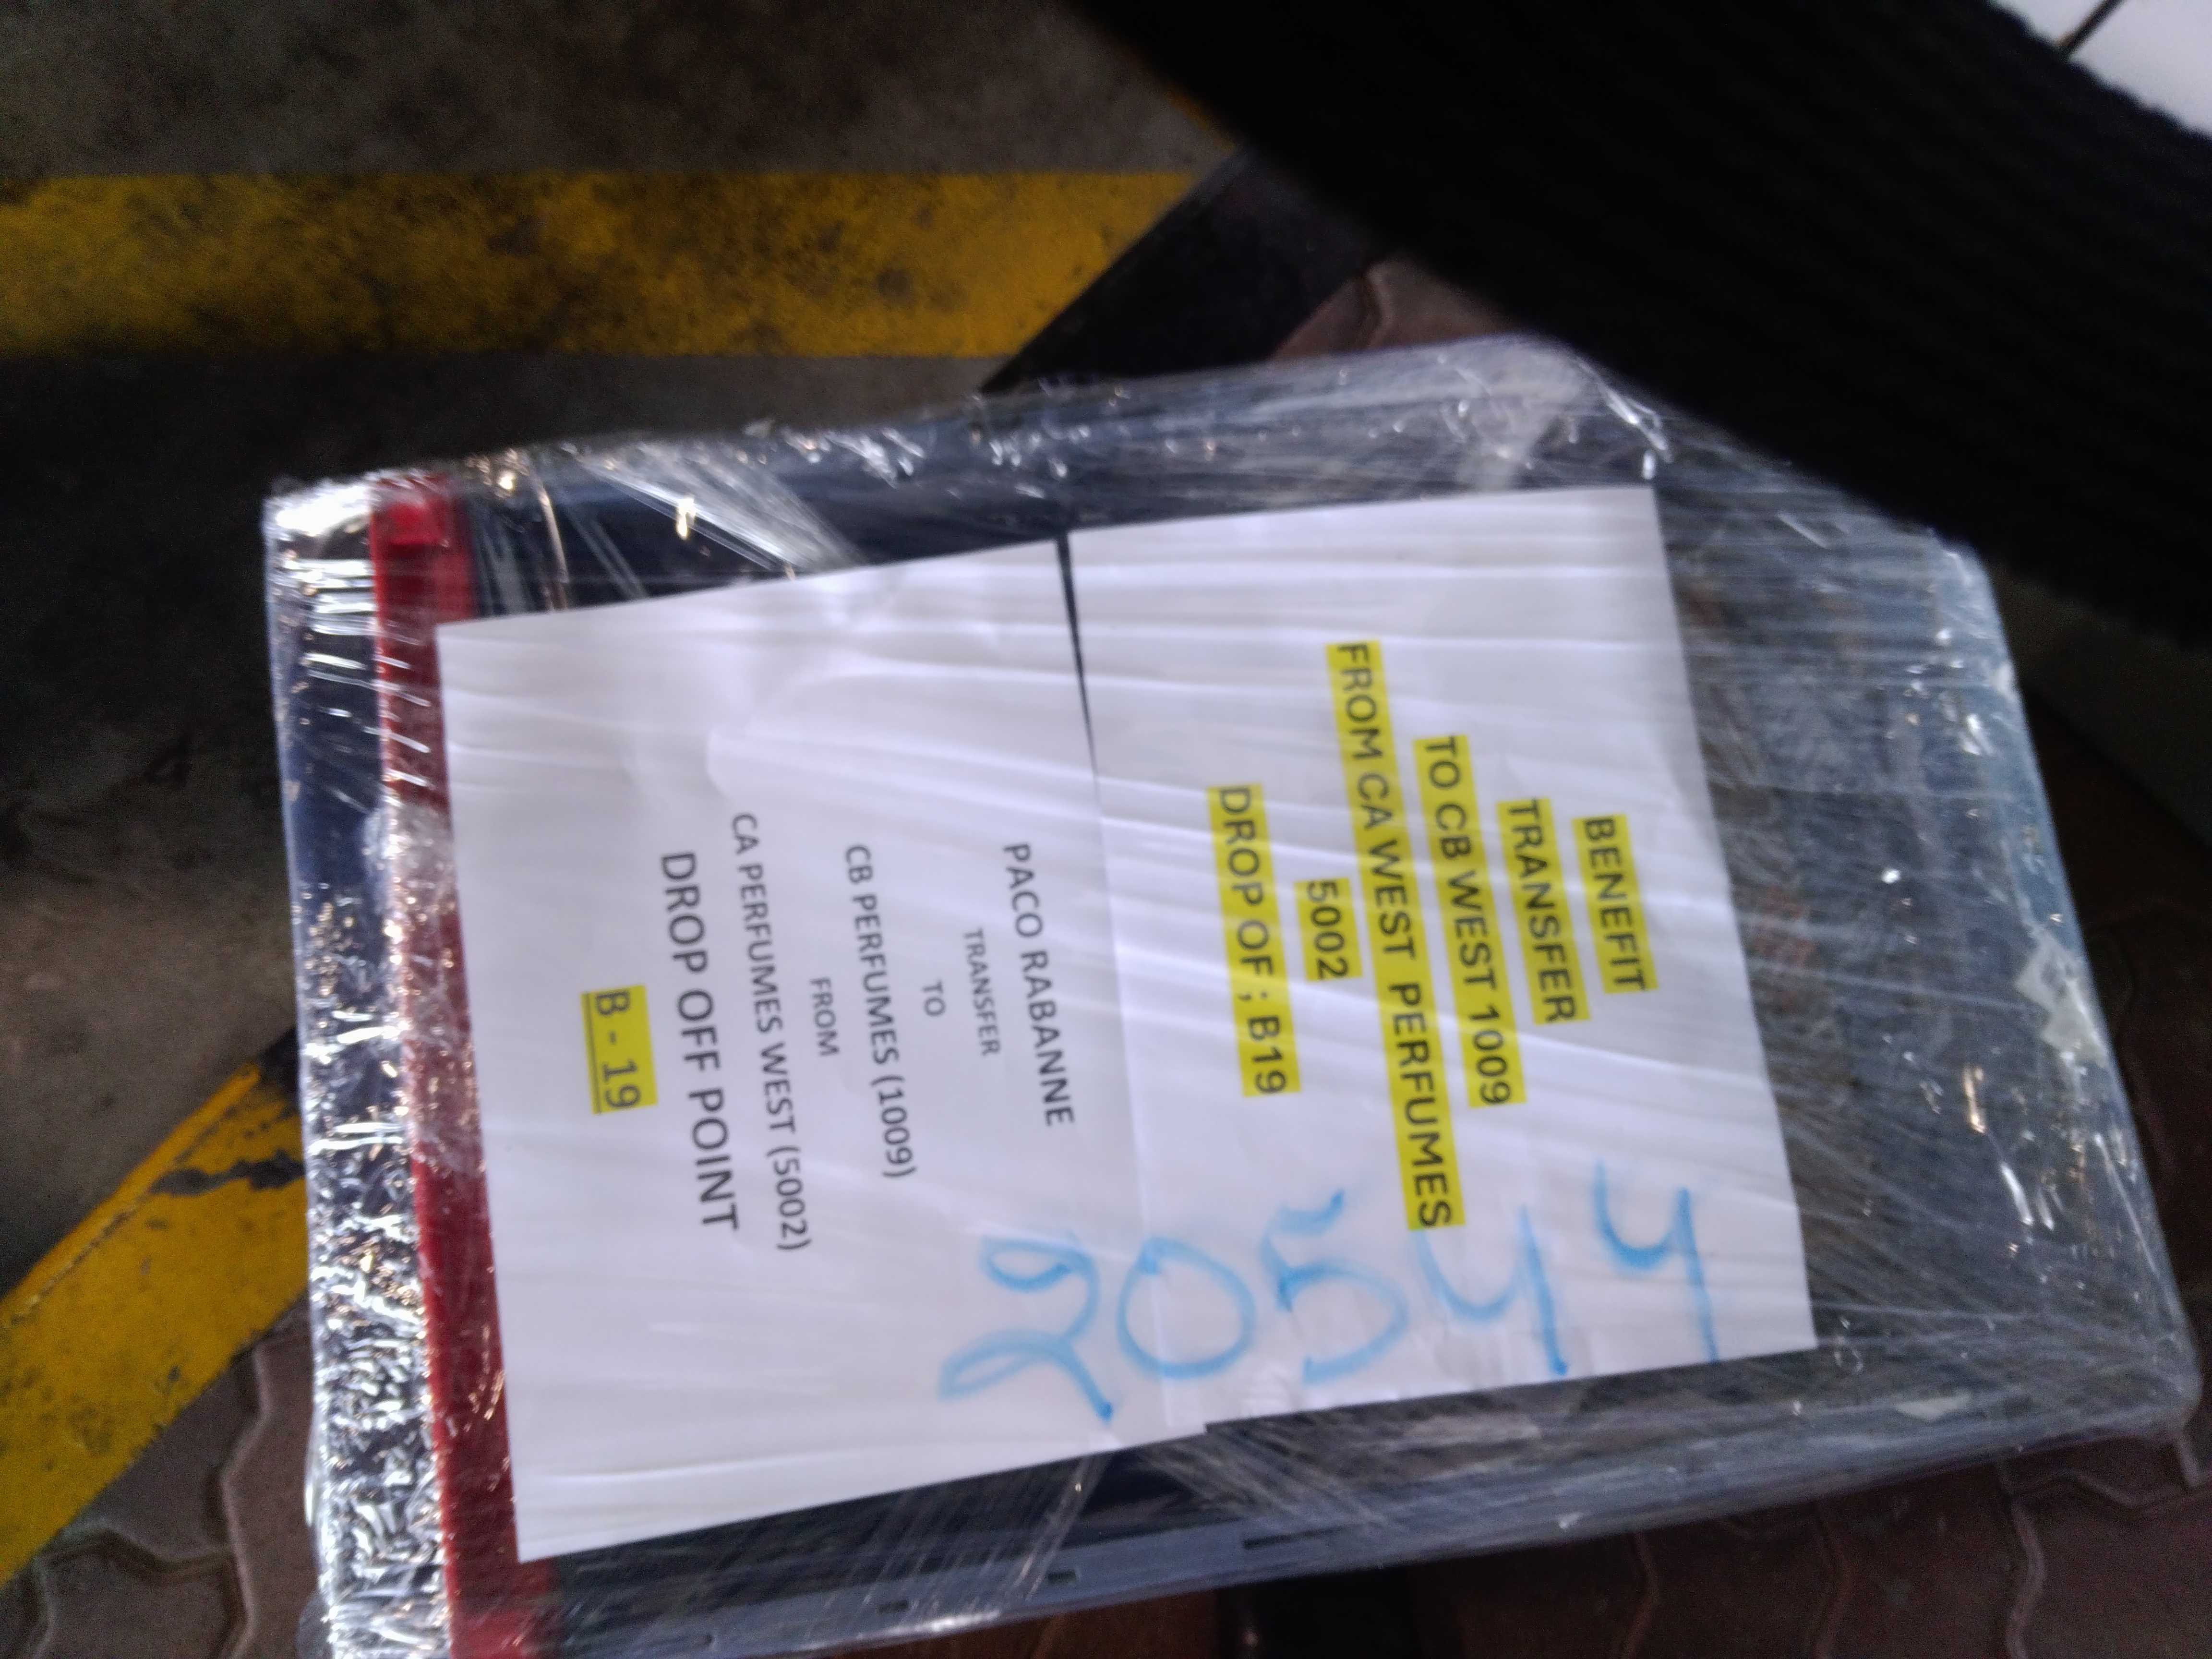 BENEFIT
TRANSFER
TO CB WEST 1009
FROM CA WEST PERFUMES
5002
DROP OF ; B19
20544
PACO RABANNE
TRANSFER
TO
CB PERFUMES (1009)
FROM
CA PERFUMES WEST (5002)
DROP OFF POINT
B - 19